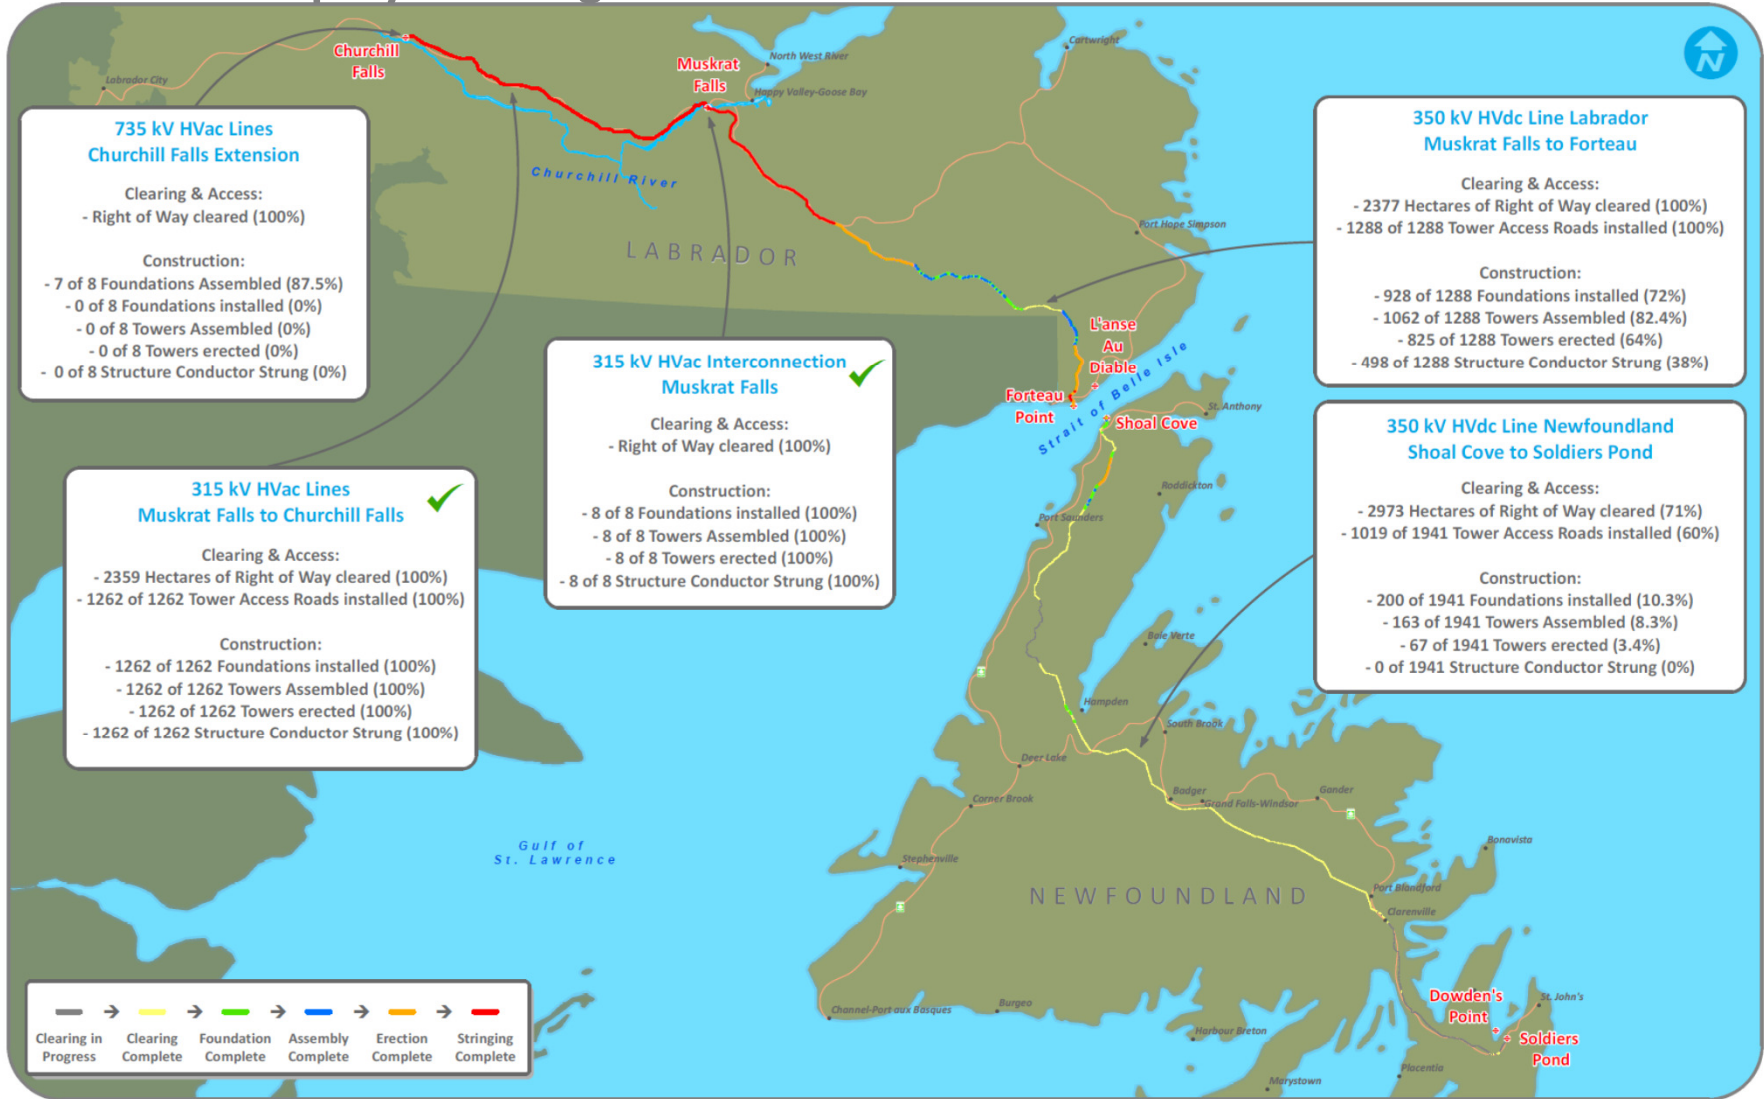 Churchill
Falls
Labrador City
Muskrat
Falls
North West River
Happy Valley-Goose Bay
Cartwright
N
735 kV HVac Lines
Churchill Falls Extension
Clearing & Access:
- Right of Way cleared (100%)
Construction:
- 7 of 8 Foundations Assembled (87.5%)
- 0 of 8 Foundations installed (0%)
- 0 of 8 Towers Assembled (0%)
- 0 of 8 Towers erected (0%)
- 0 of 8 Structure Conductor Strung (0%)
Churchill River
LABRADOR
Port Hope Simpson
350 kV HVdc Line Labrador
Muskrat Falls to Forteau
Clearing & Access:
- 2377 Hectares of Right of Way cleared (100%)
- 1288 of 1288 Tower Access Roads installed (100%)
Construction:
- 928 of 1288 Foundations installed (72%)
- 1062 of 1288 Towers Assembled (82.4%)
- 825 of 1288 Towers erected (64%)
- 498 of 1288 Structure Conductor Strung (38%)
315 kV HVac Interconnection
Muskrat Falls
Clearing & Access:
- Right of Way cleared (100%)
Construction:
- 8 of 8 Foundations installed (100%)
- 8 of 8 Towers Assembled (100%)
- 8 of 8 Towers erected (100%)
- 8 of 8 Structure Conductor Strung (100%)
L'anse
Au
Diable
Forteau
Point
Strait of Belle Isle
Shoal Cove
St. Anthony
315 kV HVac Lines
Muskrat Falls to Churchill Falls
Clearing & Access:
- 2359 Hectares of Right of Way cleared (100%)
- 1262 of 1262 Tower Access Roads installed (100%)
Construction:
- 1262 of 1262 Foundations installed (100%)
- 1262 of 1262 Towers Assembled (100%)
- 1262 of 1262 Towers erected (100%)
- 1262 of 1262 Structure Conductor Strung (100%)
350 kV HVdc Line Newfoundland
Shoal Cove to Soldiers Pond
Clearing & Access:
- 2973 Hectares of Right of Way cleared (71%)
- 1019 of 1941 Tower Access Roads installed (60%)
Construction:
- 200 of 1941 Foundations installed (10.3%)
- 163 of 1941 Towers Assembled (8.3%)
- 67 of 1941 Towers erected (3.4%)
- 0 of 1941 Structure Conductor Strung (0%)
Roddickton
Port Saunders
Baie Verte
Hampden
South Brook
Deer Lake
Corner Brook
Badger
Grand Falls-Windsor
Gander
Bonavista
Gulf of
St. Lawrence
Stephenville
NEWFOUNDLAND
Port Blandford
Clarenville
Channel-Port aux Basques
Burgeo
Harbour Breton
Marystown
Placentia
Dowden's
Point
St. John's
Soldiers
Pond
Clearing in
Progress
Clearing
Complete
Foundation
Complete
Assembly
Complete
Erection
Complete
Stringing
Complete